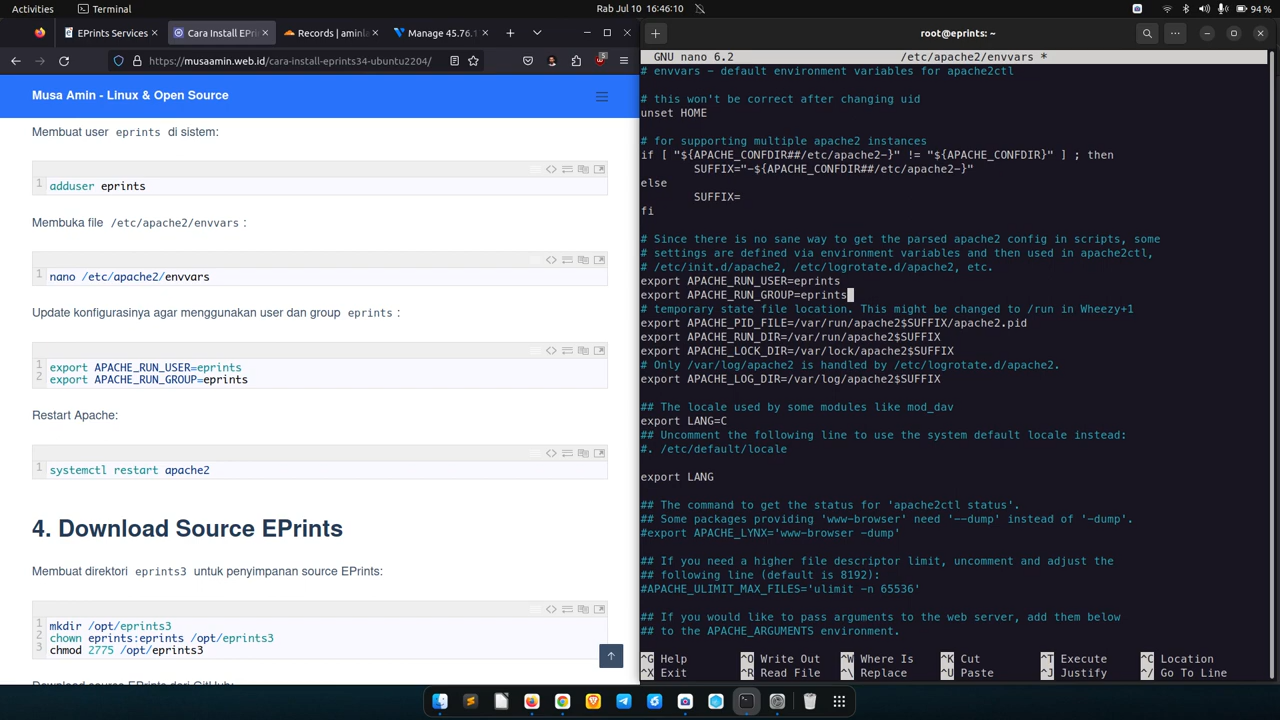 Activities
Terminal
Rab Jul 10 16:46:10
94 %
EPrints Services
Cara Install EPri
Records | aminla
Manage 45.76.1
https://musaamin.web.id/cara-install-eprints34-ubuntu2204/
Musa Amin - Linux & Open Source
Membuat user eprints di sistem:
1 adduser eprints
Membuka file /etc/apache2/envvars :
1 nano /etc/apache2/envvars
Update konfigurasinya agar menggunakan user dan group eprints :
1 export APACHE_RUN_USER=eprints
2 export APACHE_RUN_GROUP=eprints
Restart Apache:
1 systemctl restart apache2
4. Download Source EPrints
Membuat direktori eprints3 untuk penyimpanan source EPrints:
1 mkdir /opt/eprints3
2 chown eprints:eprints /opt/eprints3
3 chmod 2775 /opt/eprints3
Download source EPrints dari GitHub:
root@eprints: ~
GNU nano 6.2 /etc/apache2/envvars *
# envvars - default environment variables for apache2ctl
# this won't be correct after changing uid
unset HOME
# for supporting multiple apache2 instances
if [ "${APACHE_CONFDIR##/etc/apache2-}" != "${APACHE_CONFDIR}" ] ; then
SUFFIX="-${APACHE_CONFDIR##/etc/apache2-}"
else
SUFFIX=
fi
# Since there is no sane way to get the parsed apache2 config in scripts, some
# settings are defined via environment variables and then used in apache2ctl,
# /etc/init.d/apache2, /etc/logrotate.d/apache2, etc.
export APACHE_RUN_USER=eprints
export APACHE_RUN_GROUP=eprints
# temporary state file location. This might be changed to /run in Wheezy+1
export APACHE_PID_FILE=/var/run/apache2$SUFFIX/apache2.pid
export APACHE_RUN_DIR=/var/run/apache2$SUFFIX
export APACHE_LOCK_DIR=/var/lock/apache2$SUFFIX
# Only /var/log/apache2 is handled by /etc/logrotate.d/apache2.
export APACHE_LOG_DIR=/var/log/apache2$SUFFIX
## The locale used by some modules like mod_dav
export LANG=C
## Uncomment the following line to use the system default locale instead:
#. /etc/default/locale
export LANG
## The command to get the status for 'apache2ctl status'.
## Some packages providing 'www-browser' need '--dump' instead of '-dump'.
#export APACHE_LYNX='www-browser -dump'
## If you need a higher file descriptor limit, uncomment and adjust the
## following line (default is 8192):
#APACHE_ULIMIT_MAX_FILES='ulimit -n 65536'
## If you would like to pass arguments to the web server, add them below
## to the APACHE_ARGUMENTS environment.
^G Help ^O Write Out ^W Where Is ^K Cut ^T Execute ^C Location
^X Exit ^R Read File ^\ Replace ^U Paste ^J Justify ^/ Go To Line